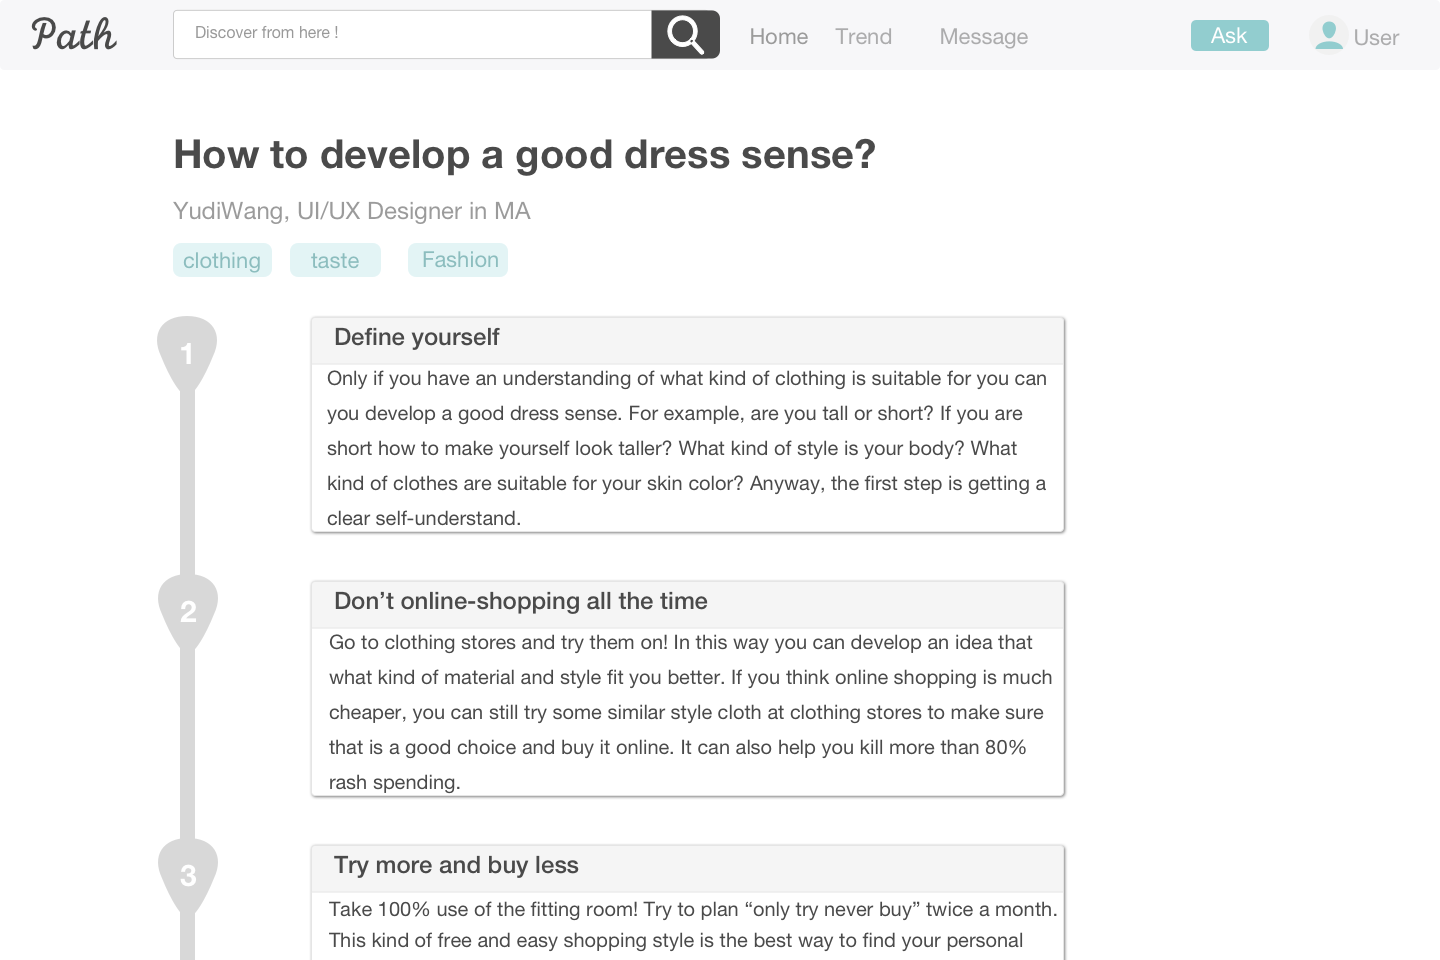 Path
Discover from here !
Home
Trend
Message
Ask
User
How to develop a good dress sense?
YudiWang, UI/UX Designer in MA
clothing
taste
Fashion
1
Define yourself
Only if you have an understanding of what kind of clothing is suitable for you can
you develop a good dress sense. For example, are you tall or short? If you are
short how to make yourself look taller? What kind of style is your body? What
kind of clothes are suitable for your skin color? Anyway, the first step is getting a
clear self-understand.
2
Don’t online-shopping all the time
Go to clothing stores and try them on! In this way you can develop an idea that
what kind of material and style fit you better. If you think online shopping is much
cheaper, you can still try some similar style cloth at clothing stores to make sure
that is a good choice and buy it online. It can also help you kill more than 80%
rash spending.
3
Try more and buy less
Take 100% use of the fitting room! Try to plan “only try never buy” twice a month.
This kind of free and easy shopping style is the best way to find your personal